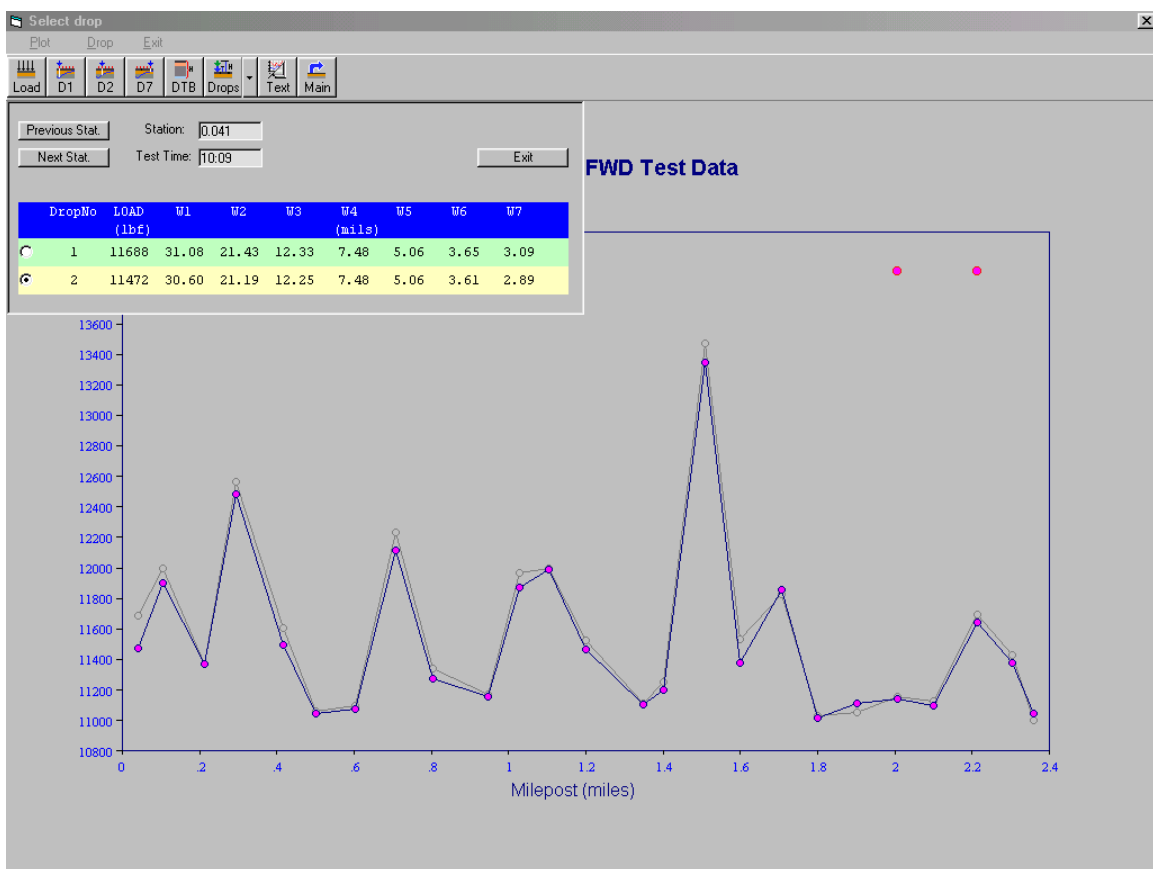 Select drop
Plot Drop Exit
Load D1 D2 D7 DTB Drops Text Main
Previous Stat. Station: 0.041
Next Stat. Test Time: 10:09 Exit
FWD Test Data
DropNo LOAD W1 W2 W3 W4 W5 W6 W7
(lbf) (mils)
1 11688 31.08 21.43 12.33 7.48 5.06 3.65 3.09
2 11472 30.60 21.19 12.25 7.48 5.06 3.61 2.89
13600
13400
13200
13000
12800
12600
12400
12200
12000
11800
11600
11400
11200
11000
10800
0 .2 .4 .6 .8 1 1.2 1.4 1.6 1.8 2 2.2 2.4
Milepost (miles)